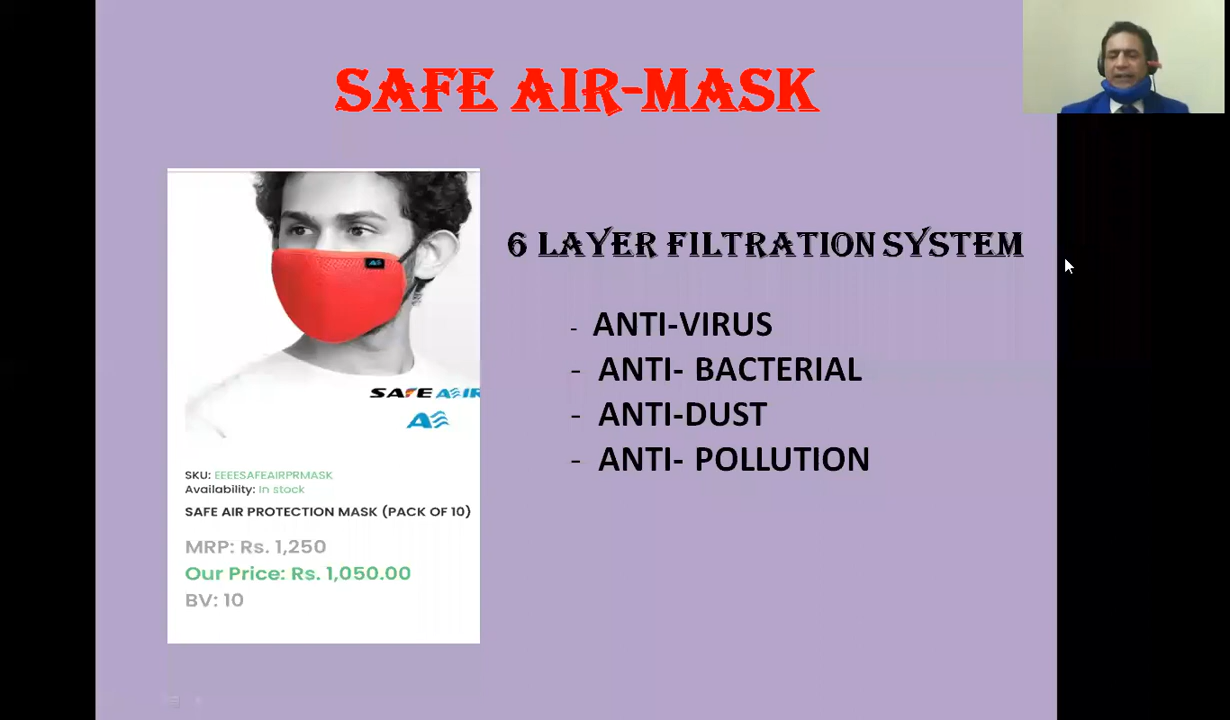 SAFE AIR-MASK
6 LAYER FILTRATION SYSTEM
- ANTI-VIRUS
- ANTI- BACTERIAL
- ANTI-DUST
- ANTI- POLLUTION
SAFE AIR
SKU: EEEESAFEAIRPRMASK
Availability: In stock
SAFE AIR PROTECTION MASK (PACK OF 10)
MRP: Rs. 1,250
Our Price: Rs. 1,050.00
BV: 10